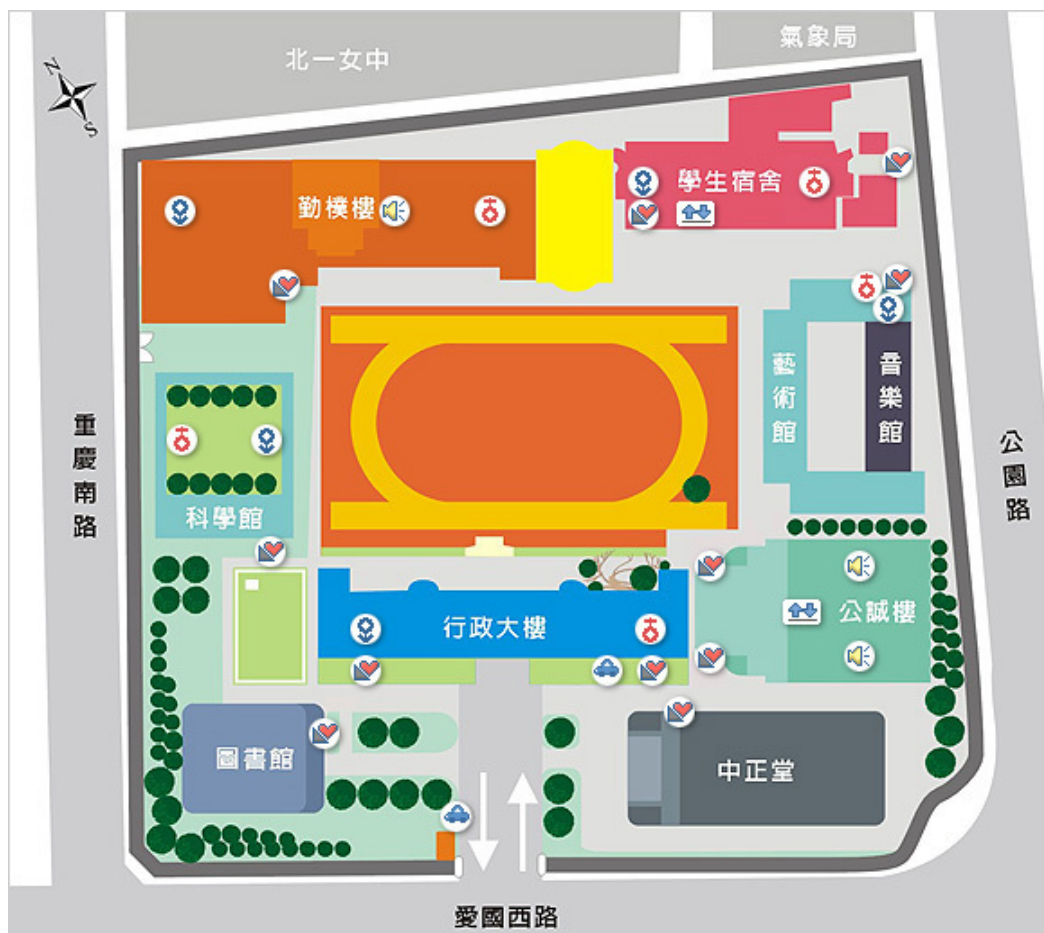 北一女中
氣象局
N
S
勤樸樓
學生宿舍
藝術館
音樂館
重慶南路
公園路
科學館
行政大樓
公誠樓
圖書館
中正堂
愛國西路